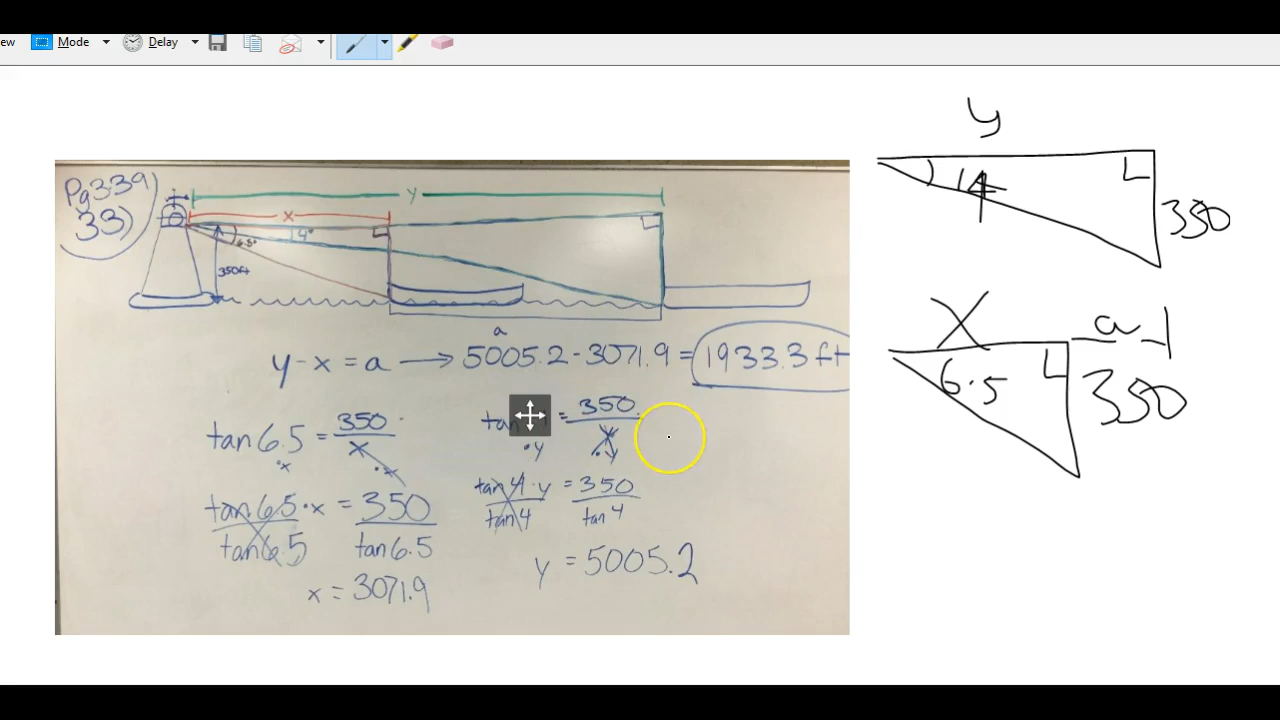 ew Mode Delay
Pg 339
33)
y
x
6.5° 4°
350ft
a
y - x = a → 5005.2 - 3071.9 = 1933.3 ft
tan 6.5 = 350/x
•x •x
tan 6.5 • x = 350
tan 6.5 tan 6.5
x = 3071.9
tan = 350/y
•y •y
tan 4 • y = 350
tan 4 tan 4
y = 5005.2
y
4
350
x a
6.5 350